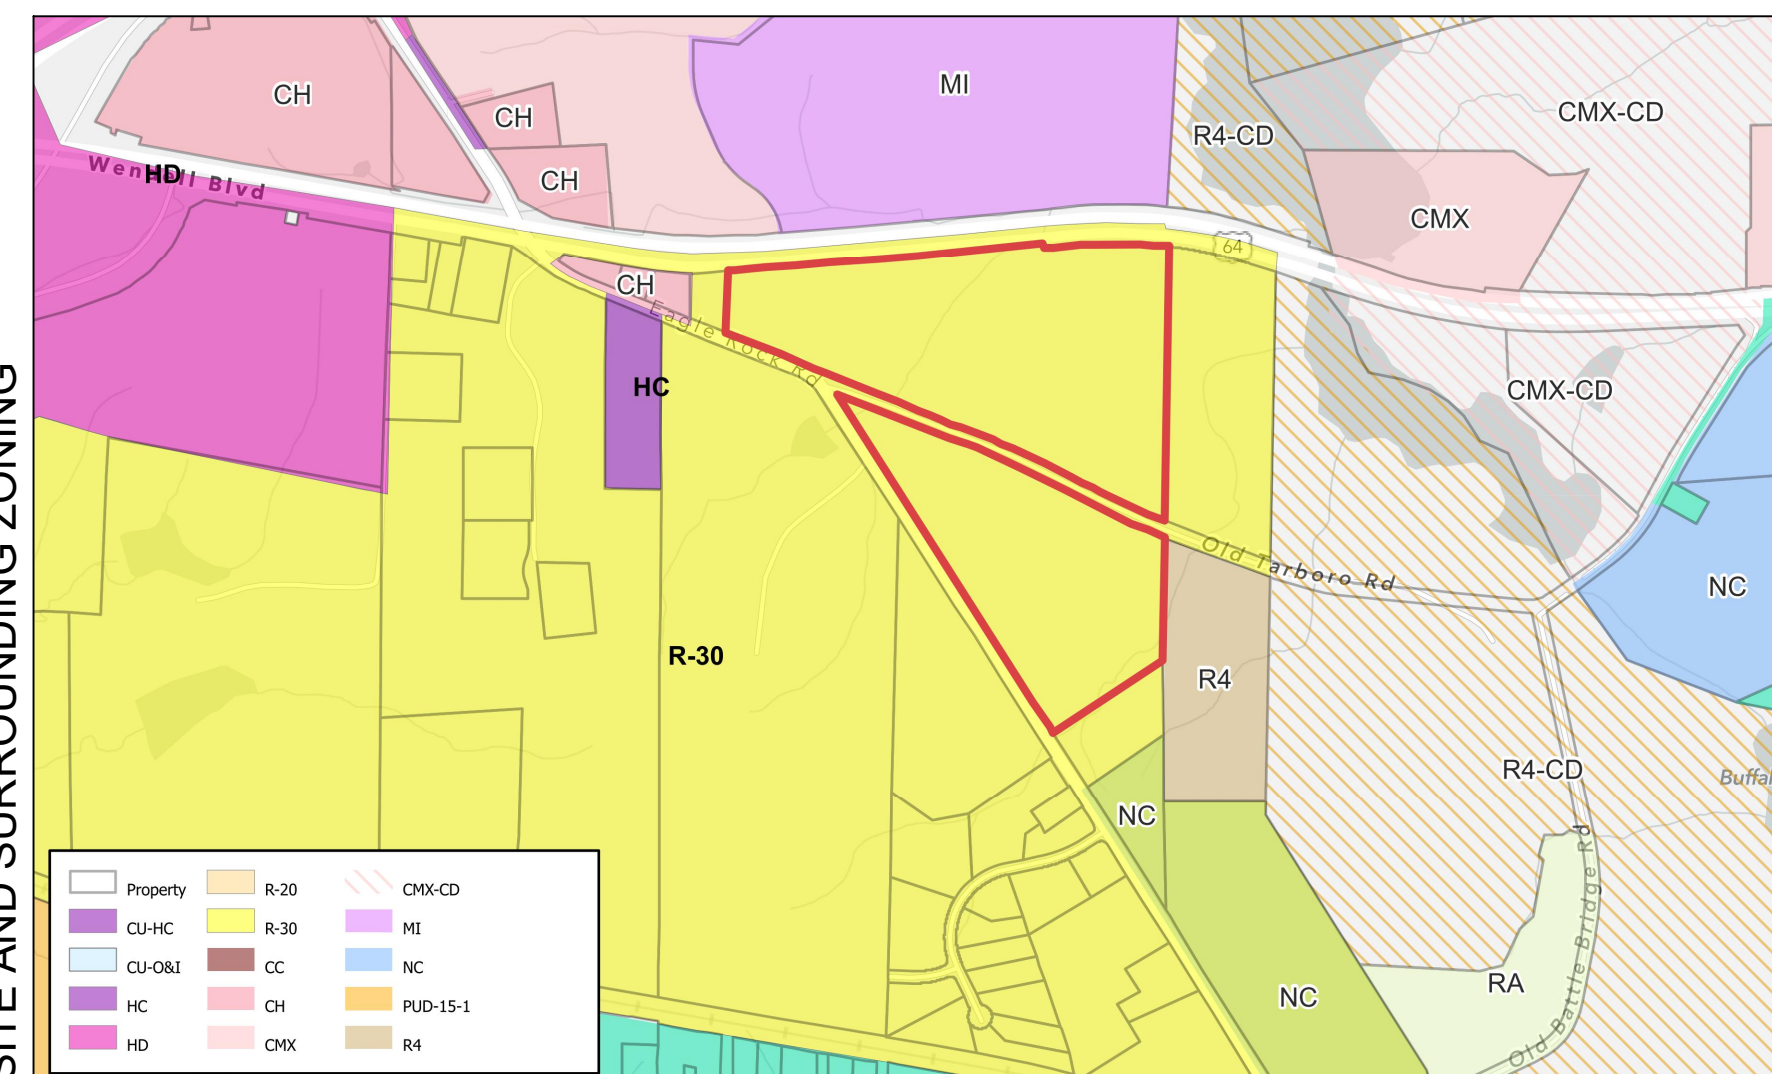 SITE AND SURROUNDING ZONING
CH
MI
CH
R4-CD
CMX-CD
CH
Wendell Blvd
HD
CMX
64
CH
Eagle Rock Rd
HC
CMX-CD
Old Tarboro Rd
NC
R-30
R4
R4-CD
NC
Old Battle Bridge Rd
RA
NC
Property
R-20
CMX-CD
CU-HC
R-30
MI
CU-O&I
CC
NC
HC
CH
PUD-15-1
HD
CMX
R4